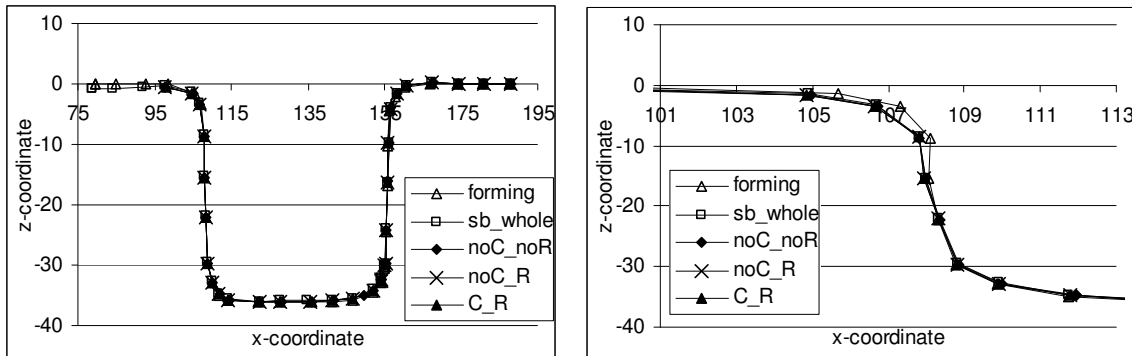 10
0
-10
-20
-30
-40
75 95 115 135 155 175 195
z-coordinate
x-coordinate
forming
sb_whole
noC_noR
noC_R
C_R
10
0
-10
-20
-30
-40
101 103 105 107 109 111 113
z-coordinate
x-coordinate
forming
sb_whole
noC_noR
noC_R
C_R